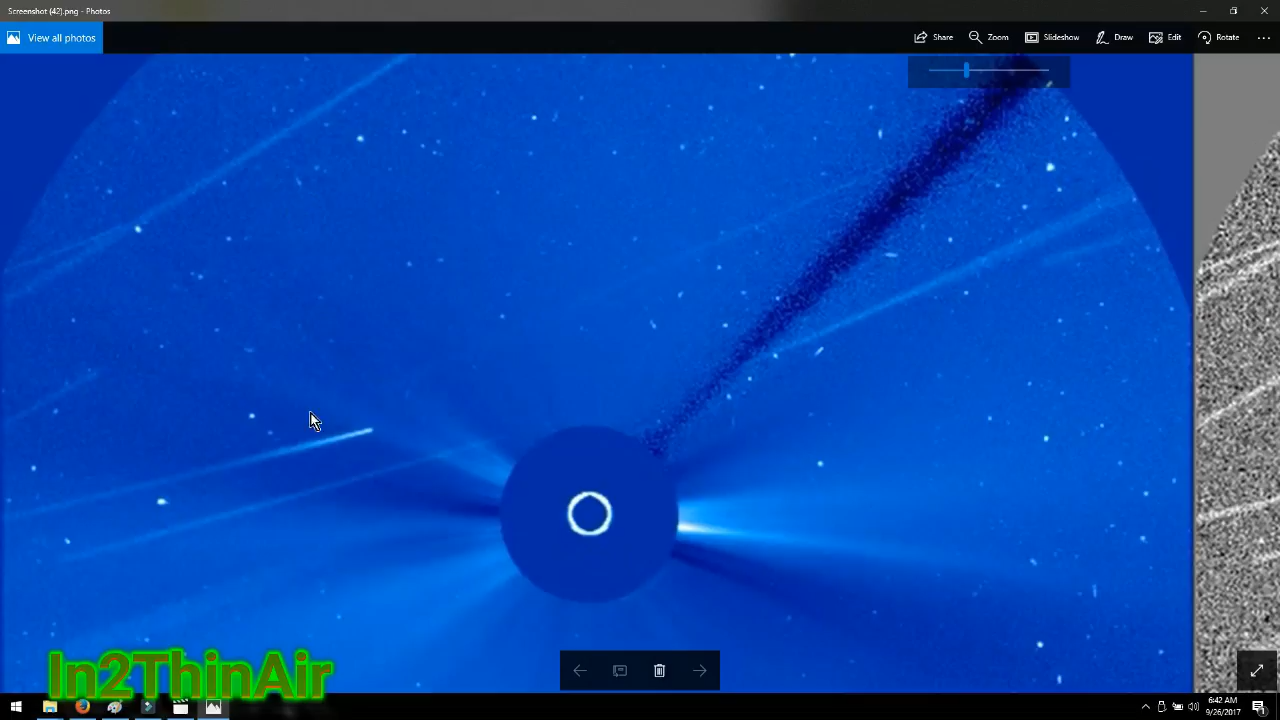 Screenshot (42).png - Photos
View all photos
Share
Zoom
Slideshow
Draw
Edit
Rotate
In2ThinAir
6:42 AM
9/26/2017